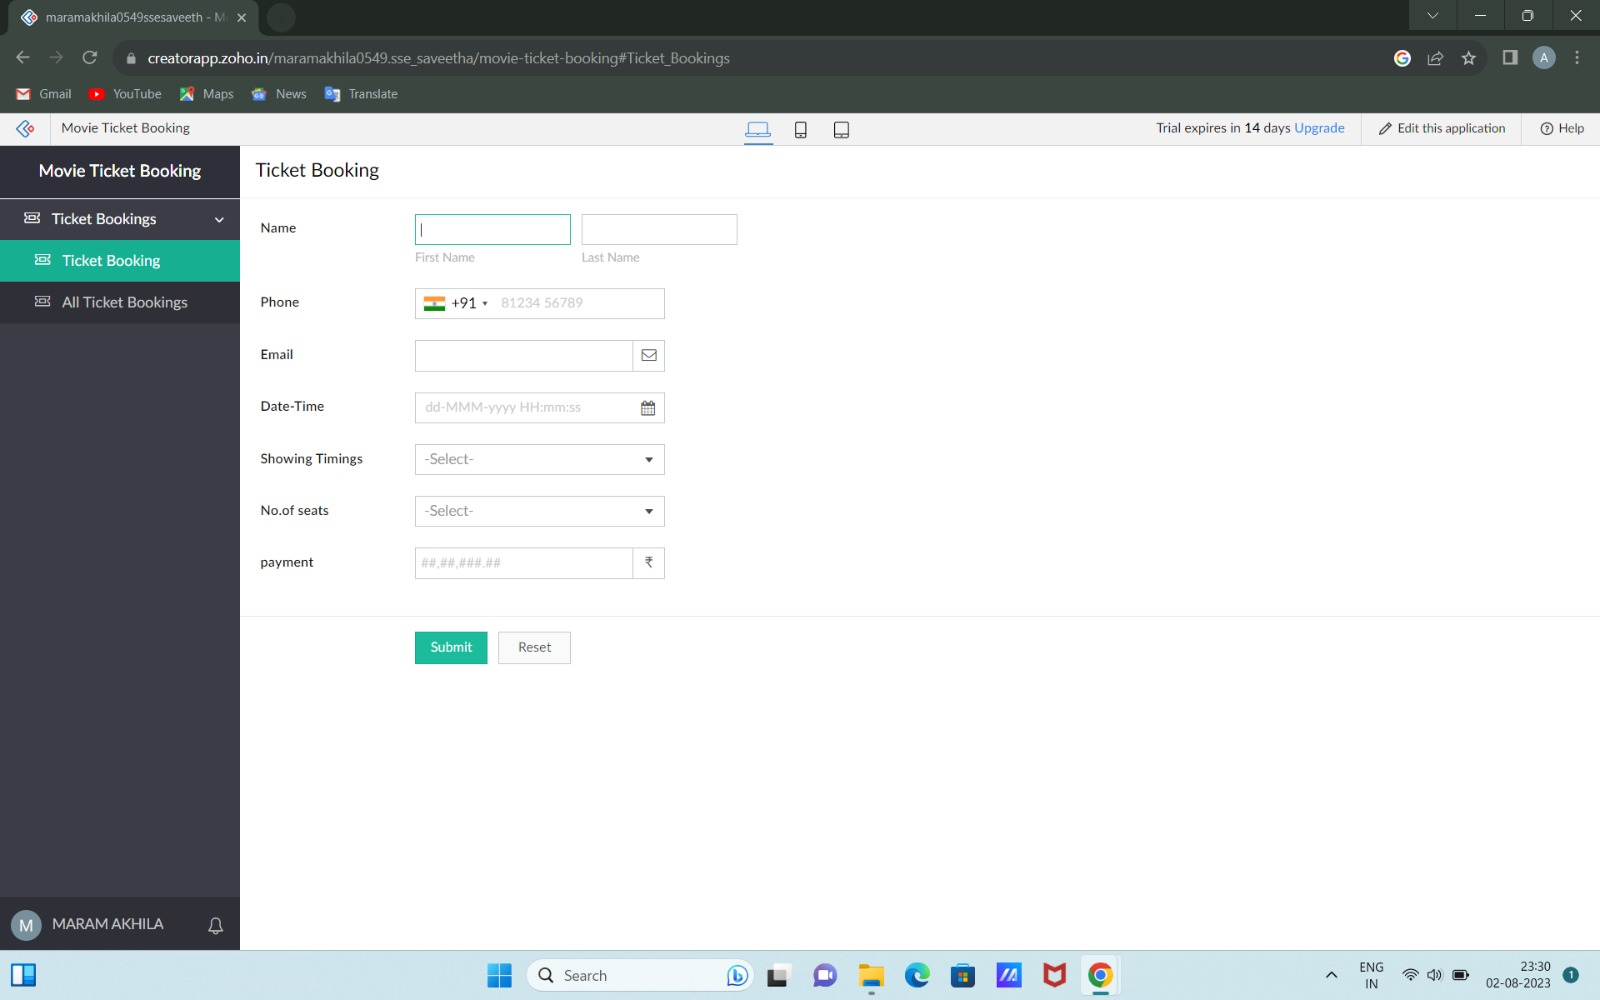 maramakhila0549ssesaveeth - M
creatorapp.zoho.in/maramakhila0549.sse_saveetha/movie-ticket-booking#Ticket_Bookings
A
Gmail YouTube Maps News Translate
Movie Ticket Booking
Trial expires in 14 days Upgrade
Edit this application
Help
Movie Ticket Booking
Ticket Bookings
Ticket Booking
All Ticket Bookings
MARAM AKHILA
M
Ticket Booking
Name
First Name Last Name
Phone +91 81234 56789
Email
Date-Time dd-MMM-yyyy HH:mm:ss
Showing Timings -Select-
No.of seats -Select-
payment ##,##,###.## ₹
Submit Reset
Search
ENG
IN
23:30
02-08-2023
1